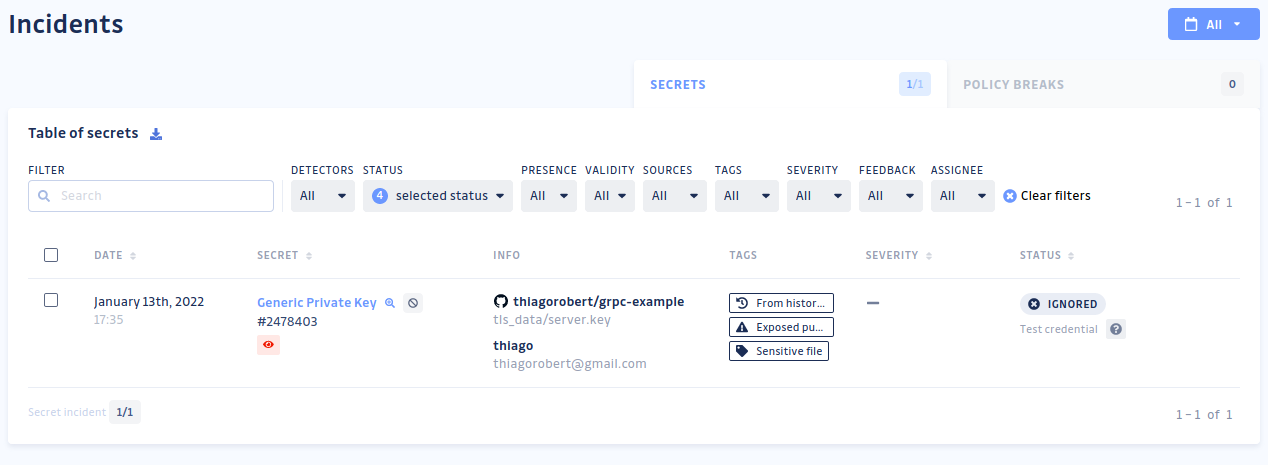 Incidents
All
SECRETS 1/1 POLICY BREAKS 0
Table of secrets
FILTER DETECTORS STATUS PRESENCE VALIDITY SOURCES TAGS SEVERITY FEEDBACK ASSIGNEE
Search All 4 selected status All All All All All All All Clear filters 1 – 1 of 1
DATE SECRET INFO TAGS SEVERITY STATUS
January 13th, 2022 Generic Private Key thiagorobert/grpc-example From histor... — IGNORED
17:35 #2478403 tls_data/server.key Exposed pu... Test credential ?
thiago Sensitive file
thiagorobert@gmail.com
Secret incident 1/1 1 – 1 of 1